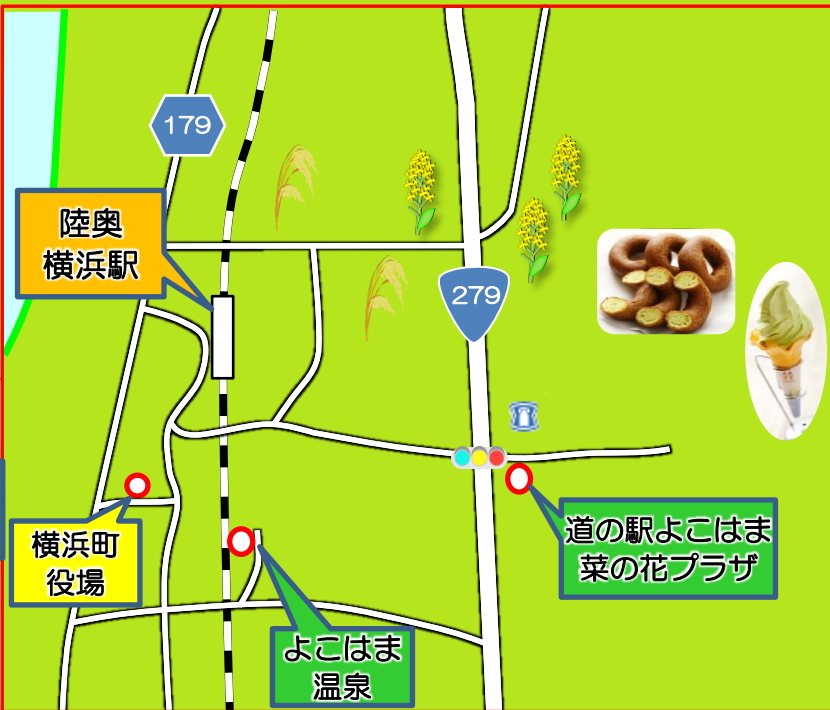 179
陸奥
横浜駅
279
道の駅よこはま
菜の花プラザ
横浜町
役場
よこはま
温泉